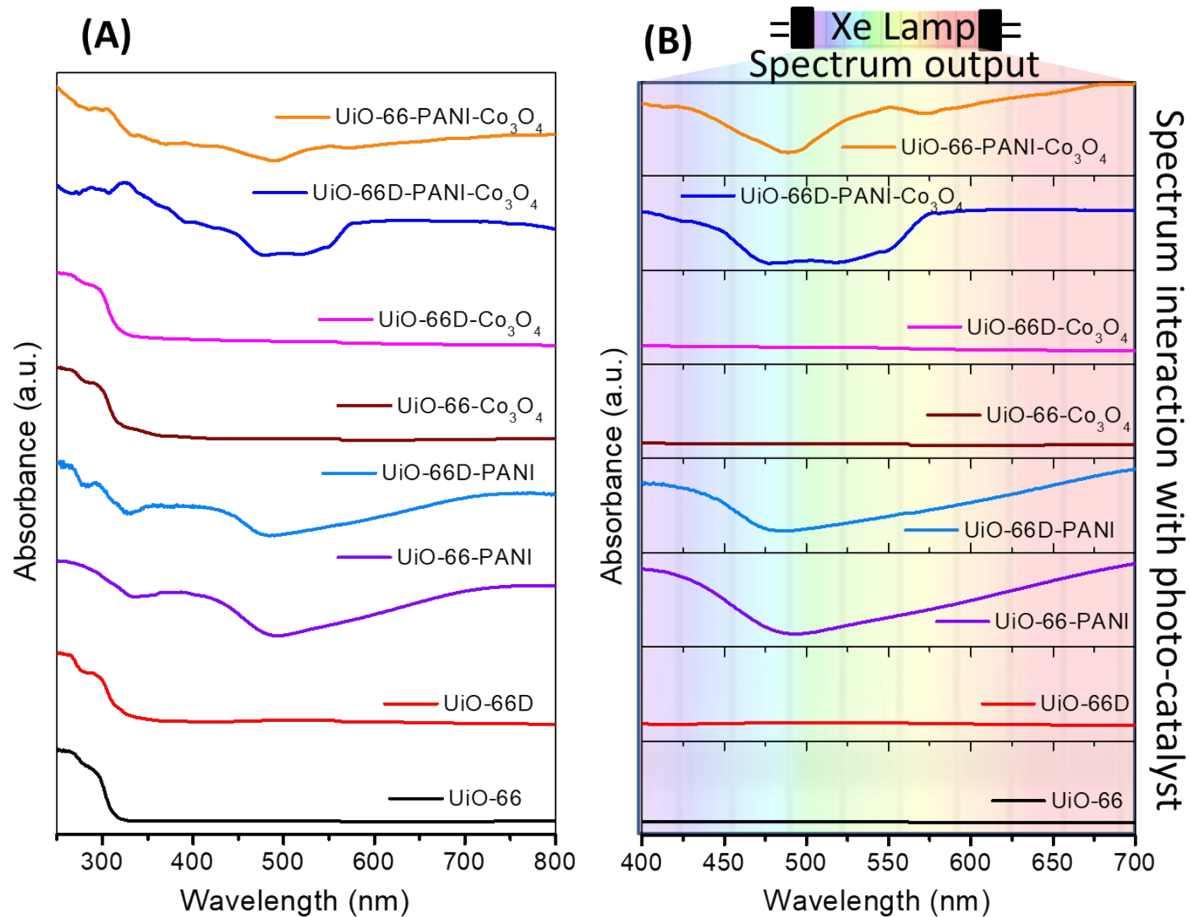 (A)
UiO-66-PANI-Co₃O₄
UiO-66D-PANI-Co₃O₄
UiO-66D-Co₃O₄
UiO-66-Co₃O₄
UiO-66D-PANI
UiO-66-PANI
UiO-66D
UiO-66
Absorbance (a.u.)
300 400 500 600 700 800
Wavelength (nm)
(B)
Xe Lamp
Spectrum output
UiO-66-PANI-Co₃O₄
UiO-66D-PANI-Co₃O₄
UiO-66D-Co₃O₄
UiO-66-Co₃O₄
UiO-66D-PANI
UiO-66-PANI
UiO-66D
UiO-66
Absorbance (a.u.)
400 450 500 550 600 650 700
Wavelength (nm)
Spectrum interaction with photo-catalyst